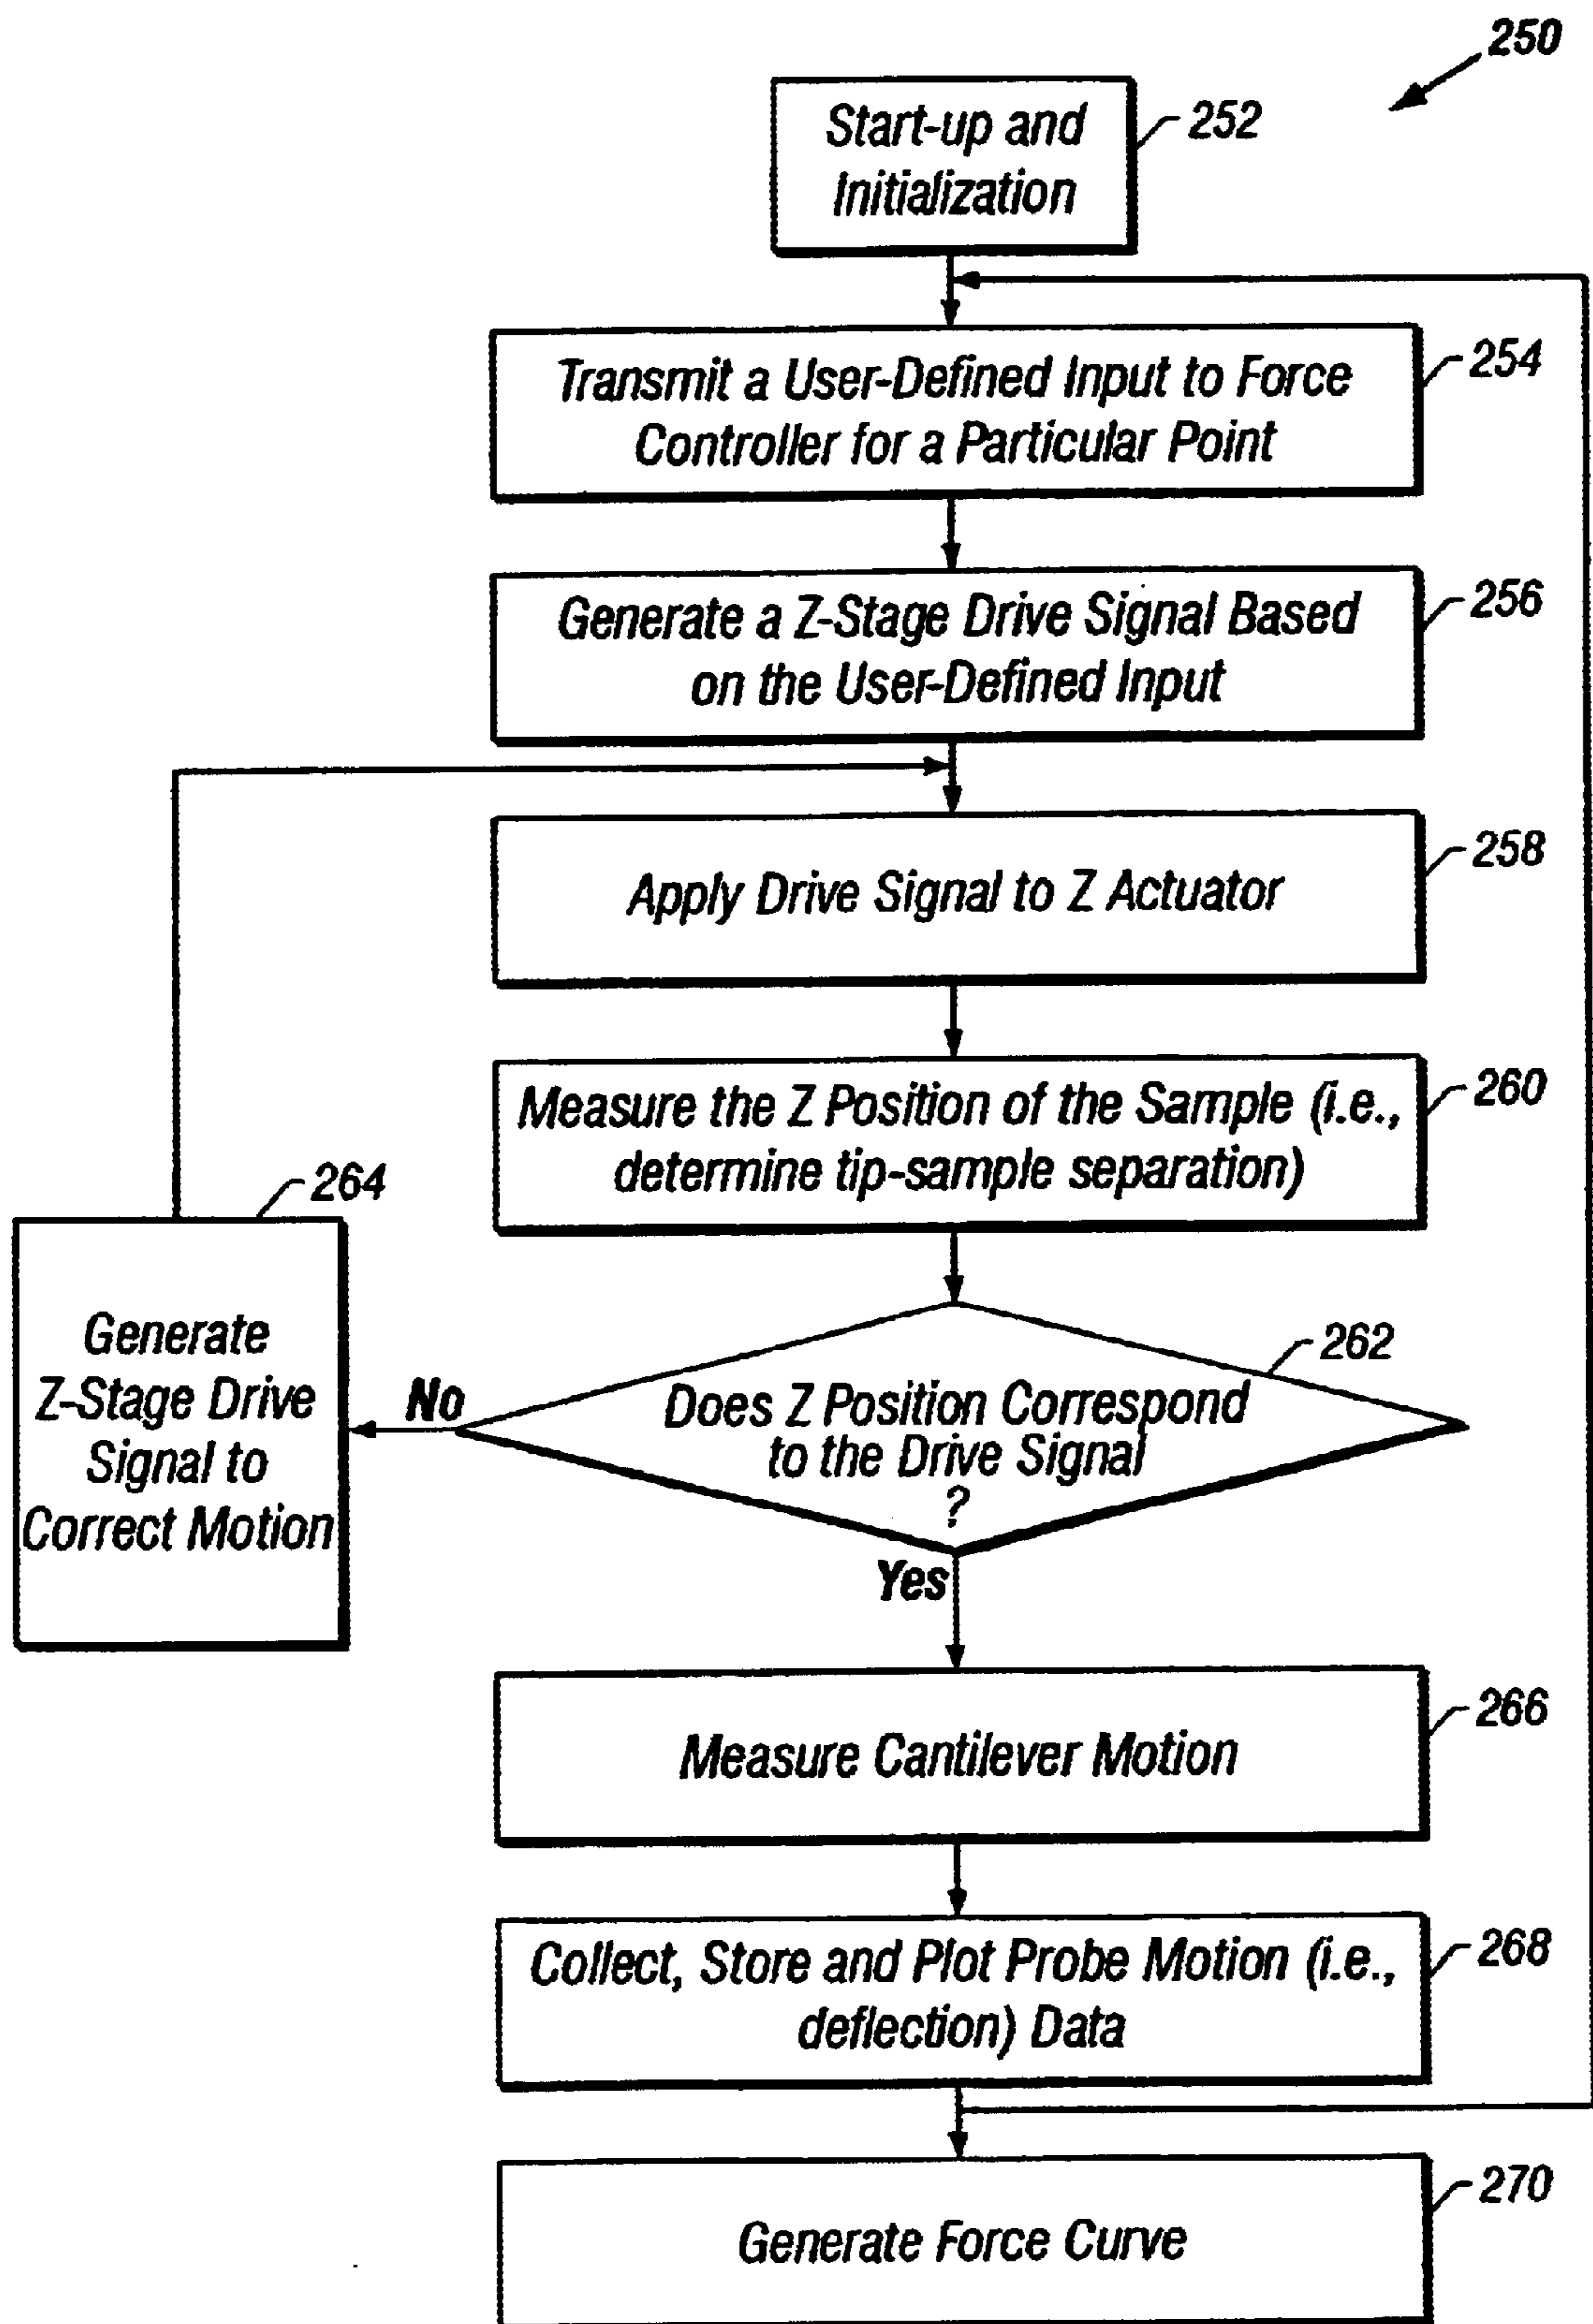 250
Start-up and
Initialization
252
Transmit a User-Defined Input to Force
Controller for a Particular Point
254
Generate a Z-Stage Drive Signal Based
on the User-Defined Input
256
Apply Drive Signal to Z Actuator
258
Measure the Z Position of the Sample (i.e.,
determine tip-sample separation)
260
264
Generate
Z-Stage Drive
Signal to
Correct Motion
No
262
Does Z Position Correspond
to the Drive Signal
?
Yes
Measure Cantilever Motion
266
Collect, Store and Plot Probe Motion (i.e.,
deflection) Data
268
Generate Force Curve
270